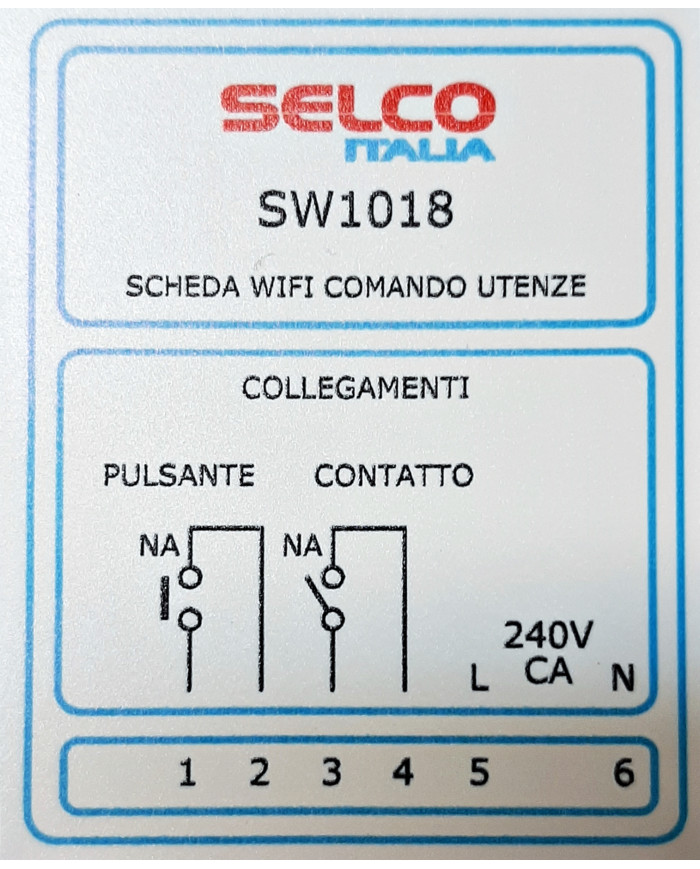 SELCO
ITALIA
SW1018
SCHEDA WIFI COMANDO UTENZE
COLLEGAMENTI
PULSANTE CONTATTO
NA NA
240V
L CA N
1 2 3 4 5 6